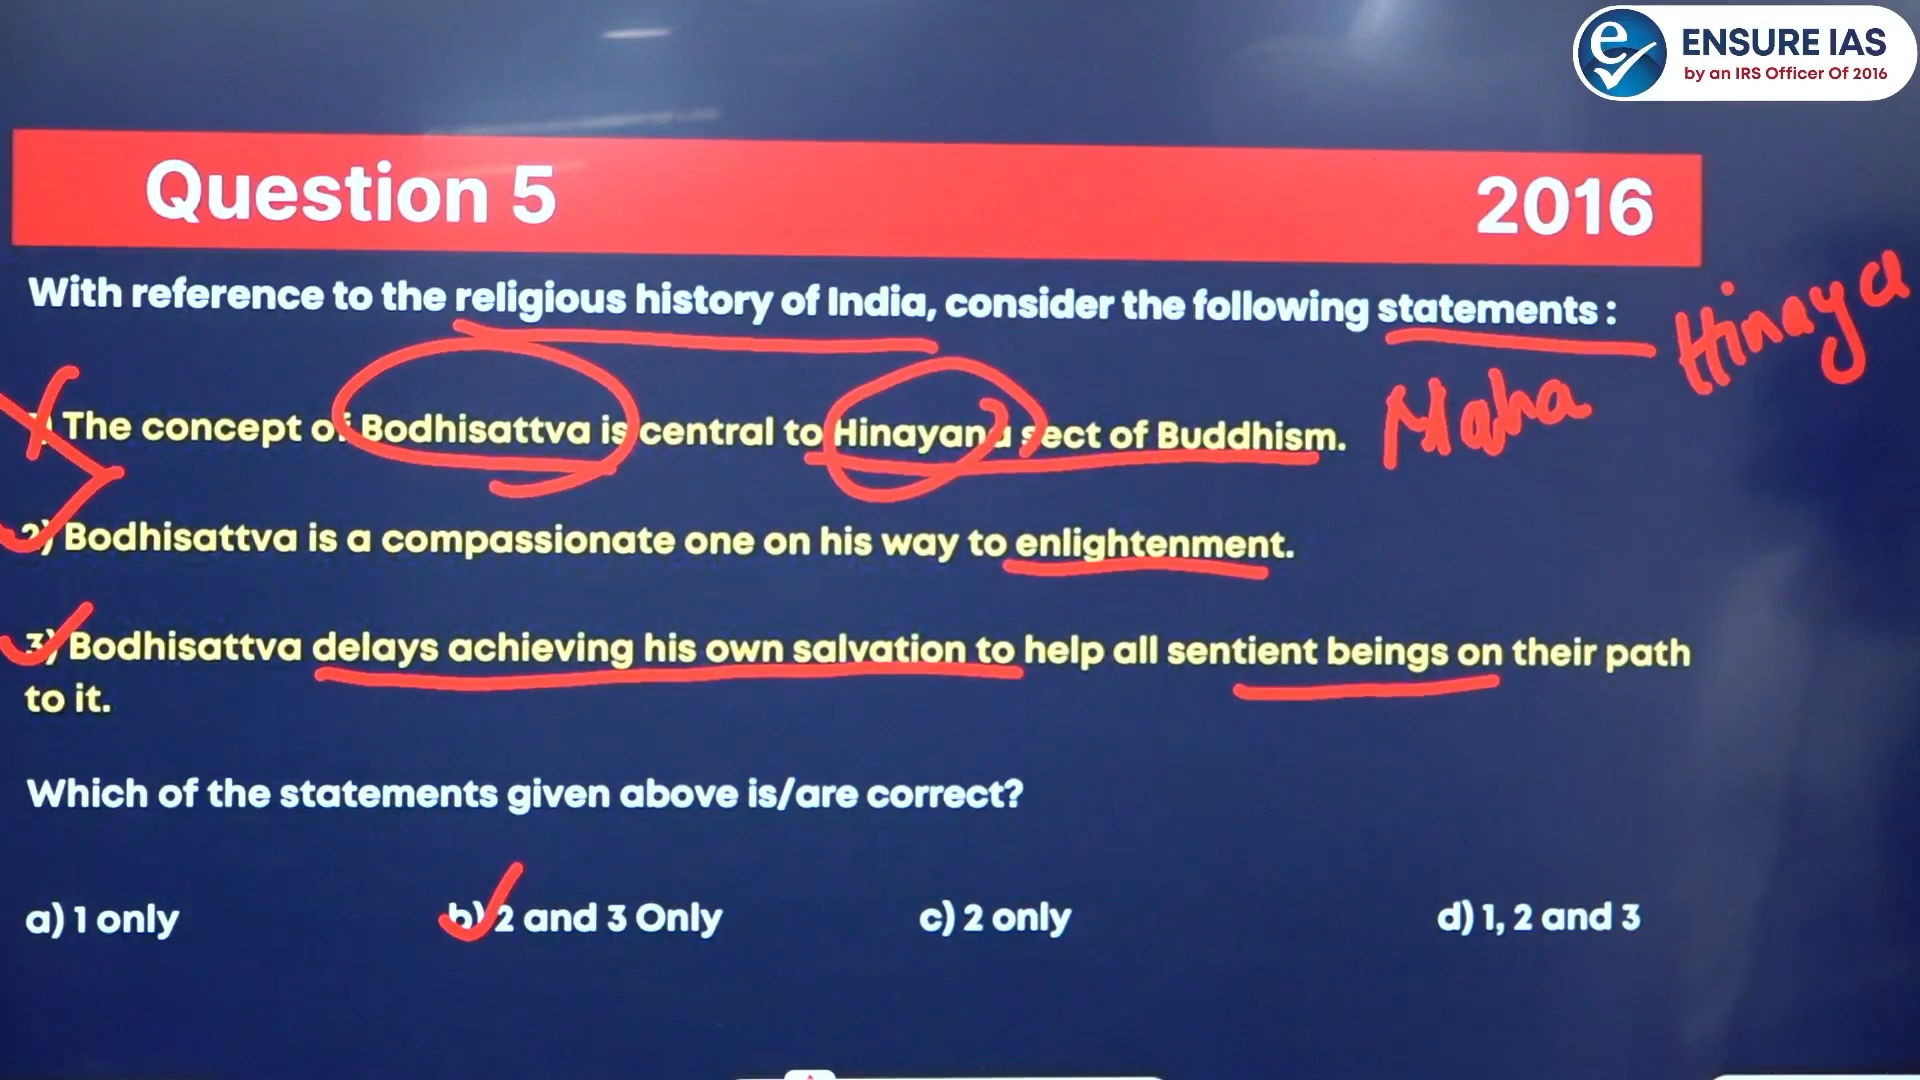 ENSURE IAS
by an IRS Officer Of 2016
Question 5 2016
With reference to the religious history of India, consider the following statements :
Hinaya
Maha
1) The concept of Bodhisattva is central to Hinayana sect of Buddhism.
2) Bodhisattva is a compassionate one on his way to enlightenment.
3) Bodhisattva delays achieving his own salvation to help all sentient beings on their path
to it.
Which of the statements given above is/are correct?
a) 1 only b) 2 and 3 Only c) 2 only d) 1, 2 and 3